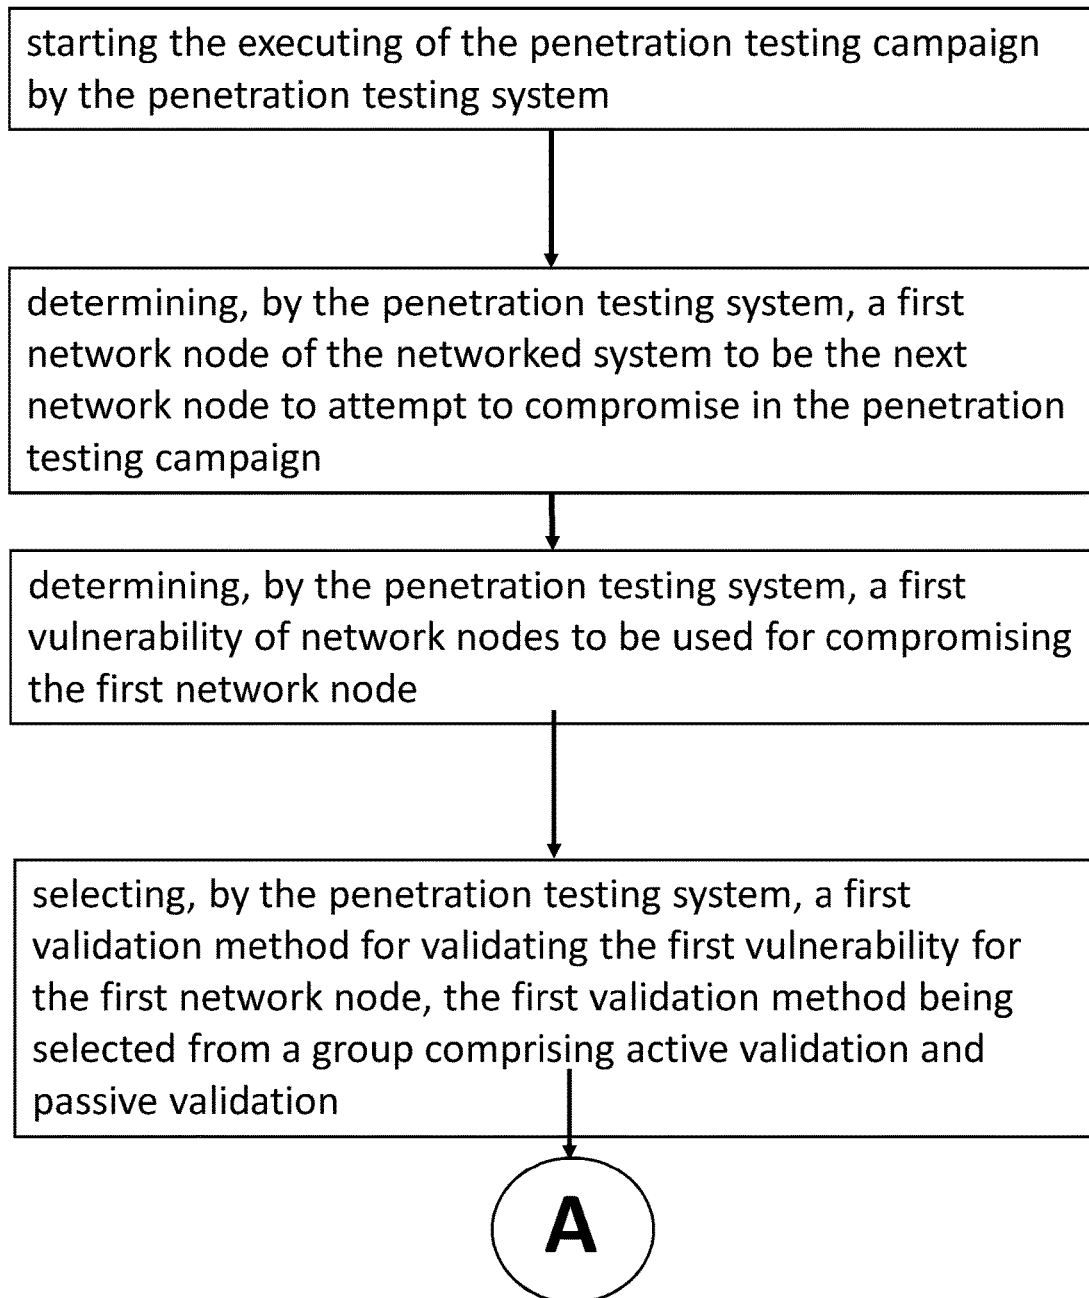 starting the executing of the penetration testing campaign
by the penetration testing system
determining, by the penetration testing system, a first
network node of the networked system to be the next
network node to attempt to compromise in the penetration
testing campaign
determining, by the penetration testing system, a first
vulnerability of network nodes to be used for compromising
the first network node
selecting, by the penetration testing system, a first
validation method for validating the first vulnerability for
the first network node, the first validation method being
selected from a group comprising active validation and
passive validation
A